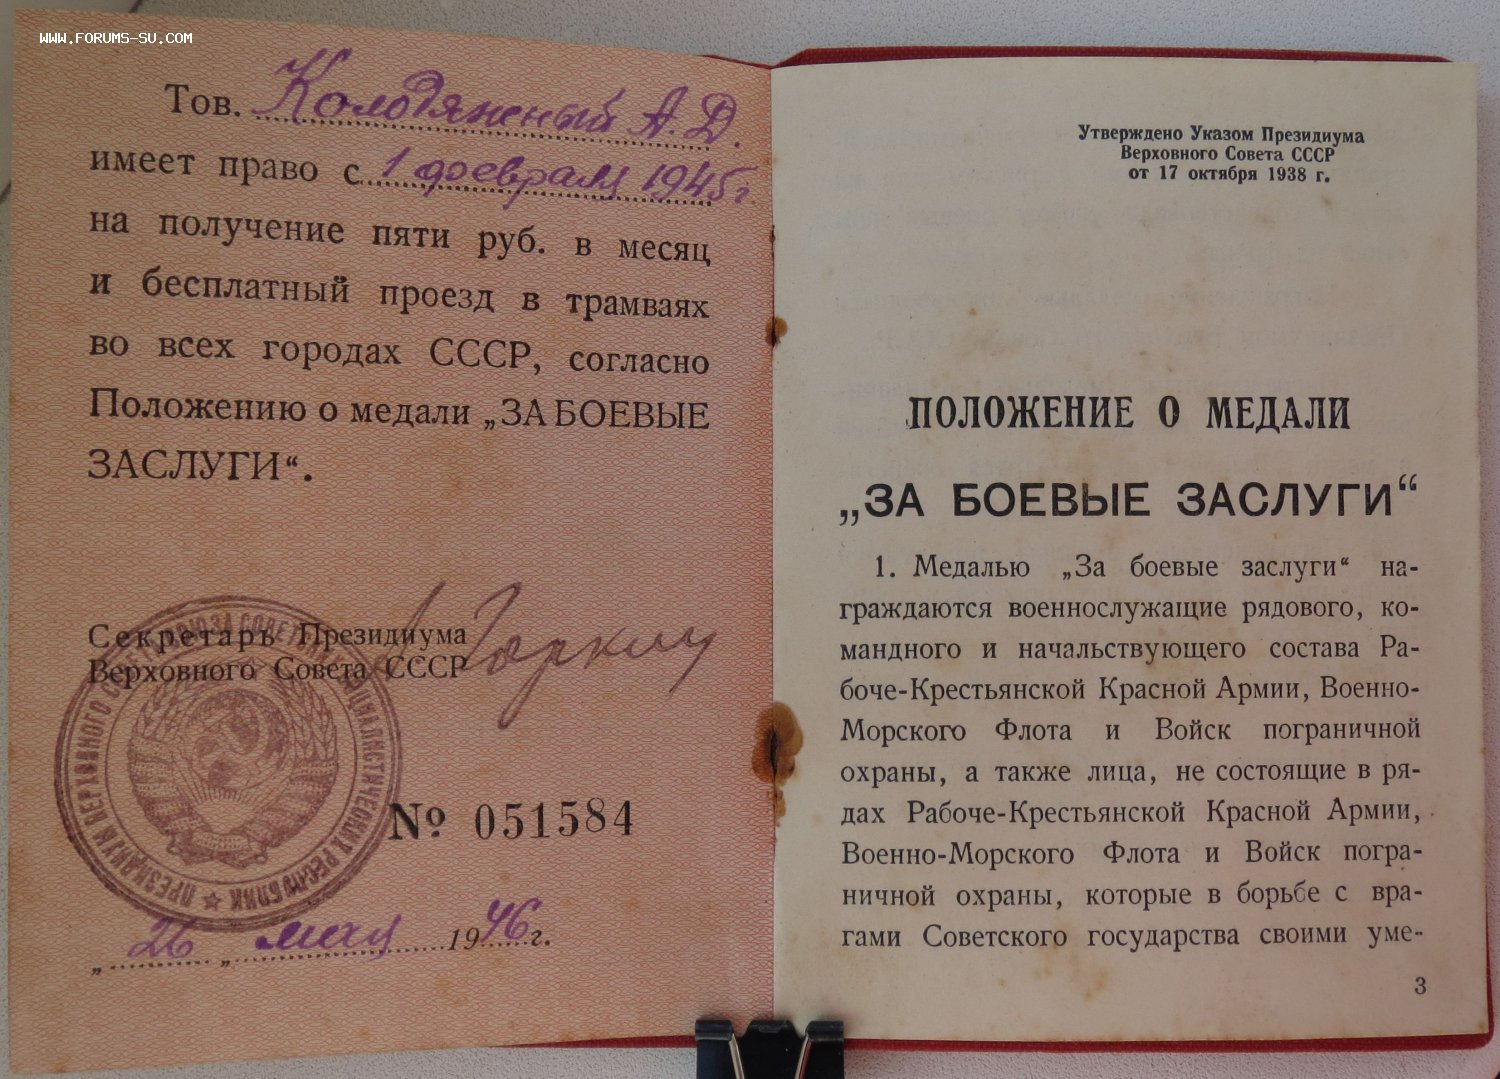 WWW.FORUMS-SU.COM
Тов. Колодяжный А.Д.
имеет право с 1 февраля 1945г.
на получение пяти руб. в месяц
и бесплатный проезд в трамваях
во всех городах СССР, согласно
Положению о медали „ЗА БОЕВЫЕ
ЗАСЛУГИ“.
Секретарь Президиума
Верховного Совета СССР
Горкин
№ 051584
„ 26 „ мая 1946г.
Утверждено Указом Президиума
Верховного Совета СССР
от 17 октября 1938 г.
ПОЛОЖЕНИЕ О МЕДАЛИ
„ЗА БОЕВЫЕ ЗАСЛУГИ“
1. Медалью „За боевые заслуги“ на-
граждаются военнослужащие рядового, ко-
мандного и начальствующего состава Ра-
боче-Крестьянской Красной Армии, Военно-
Морского Флота и Войск пограничной
охраны, а также лица, не состоящие в ря-
дах Рабоче-Крестьянской Красной Армии,
Военно-Морского Флота и Войск погра-
ничной охраны, которые в борьбе с вра-
гами Советского государства своими уме-
3